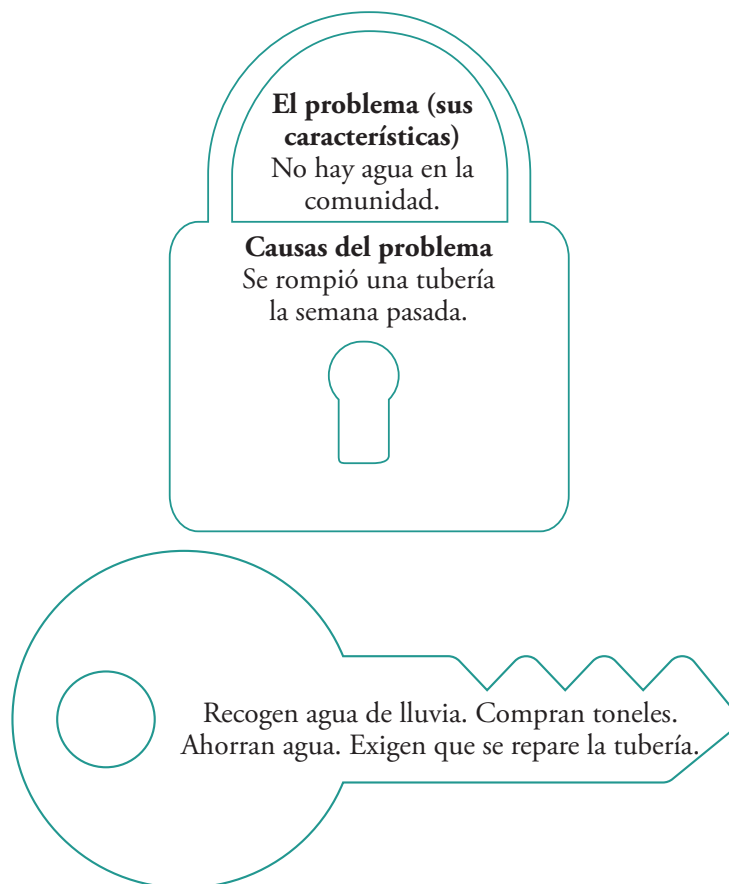 El problema (sus
características)
No hay agua en la
comunidad.
Causas del problema
Se rompió una tubería
la semana pasada.
Recogen agua de lluvia. Compran toneles.
Ahorran agua. Exigen que se repare la tubería.